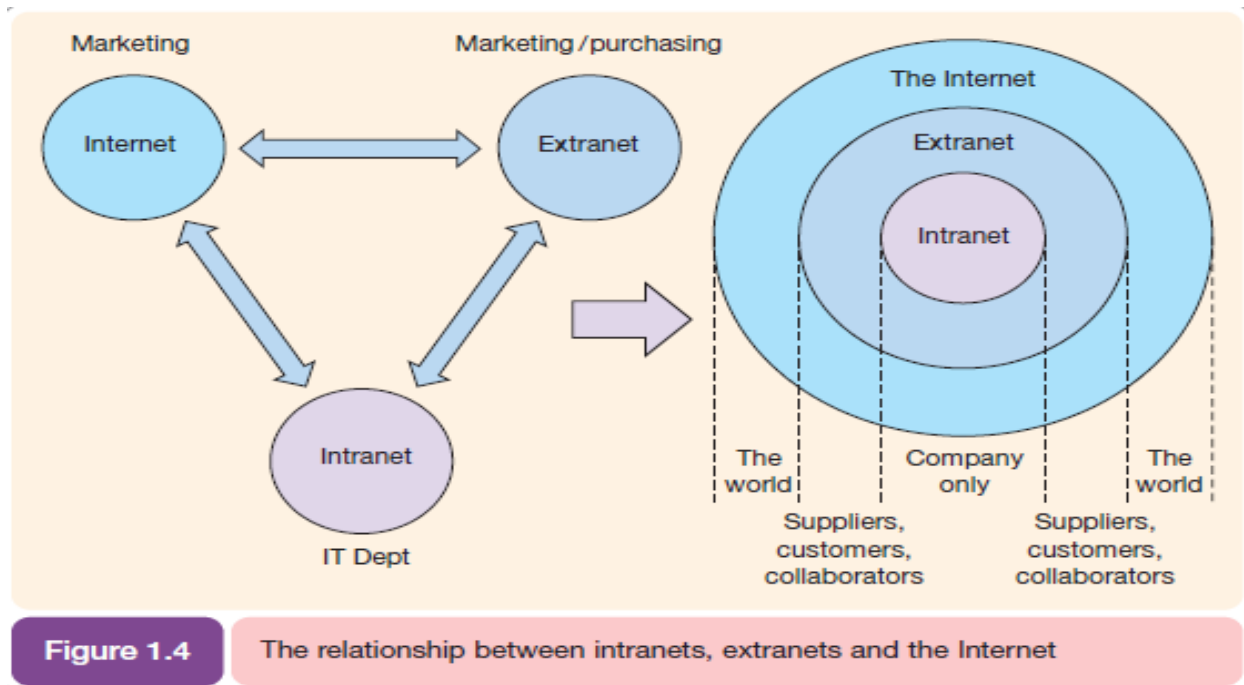 Marketing
Marketing/purchasing
Internet
Extranet
Intranet
IT Dept
The Internet
Extranet
Intranet
The
world
Suppliers,
customers,
collaborators
Company
only
Suppliers,
customers,
collaborators
The
world
Figure 1.4
The relationship between intranets, extranets and the Internet